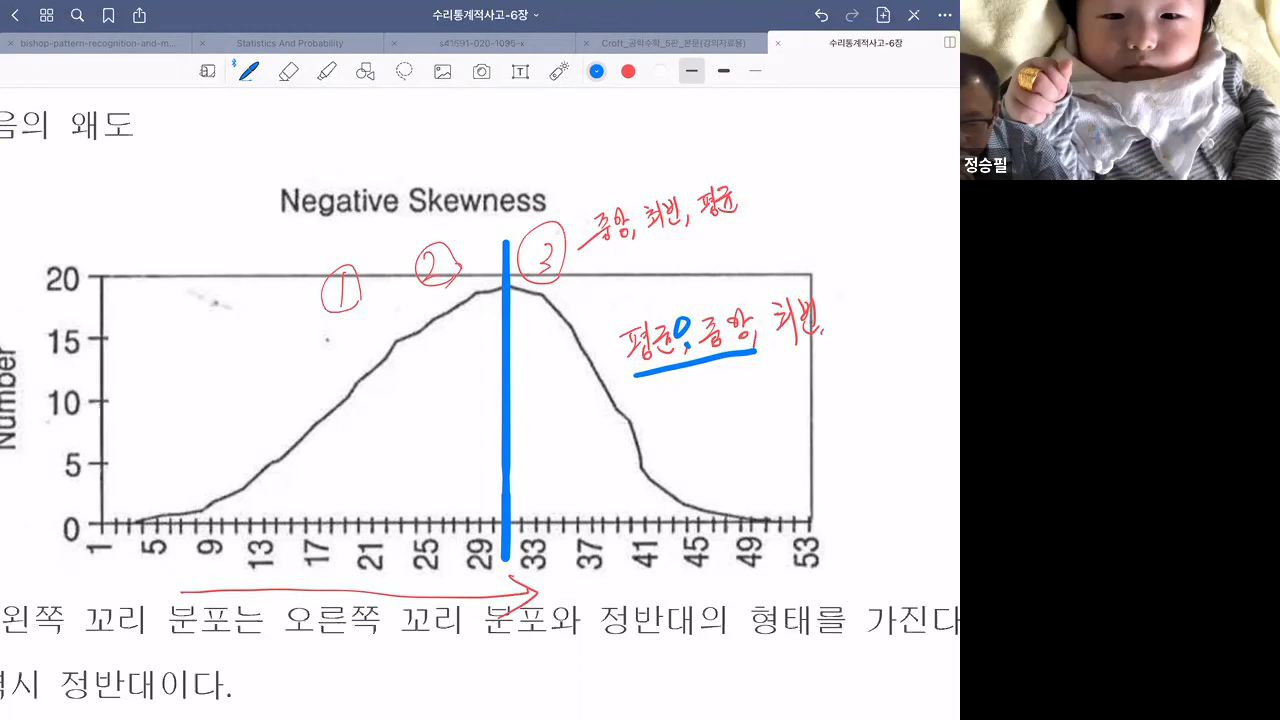 수리통계적사고-6장
bishop-pattern-recognition-and-m...
Statistics And Probability
s41591-020-1095-x
Croft_공학수학_5판_본문(강의자료용)
수리통계적사고-6장
정승필
음의 왜도
Negative Skewness
① ② ③ 중앙, 최빈, 평균
평균, 중앙, 최빈.
Number
20
15
10
5
0
1 5 9 13 17 21 25 29 33 37 41 45 49 53
왼쪽 꼬리 분포는 오른쪽 꼬리 분포와 정반대의 형태를 가진다
역시 정반대이다.